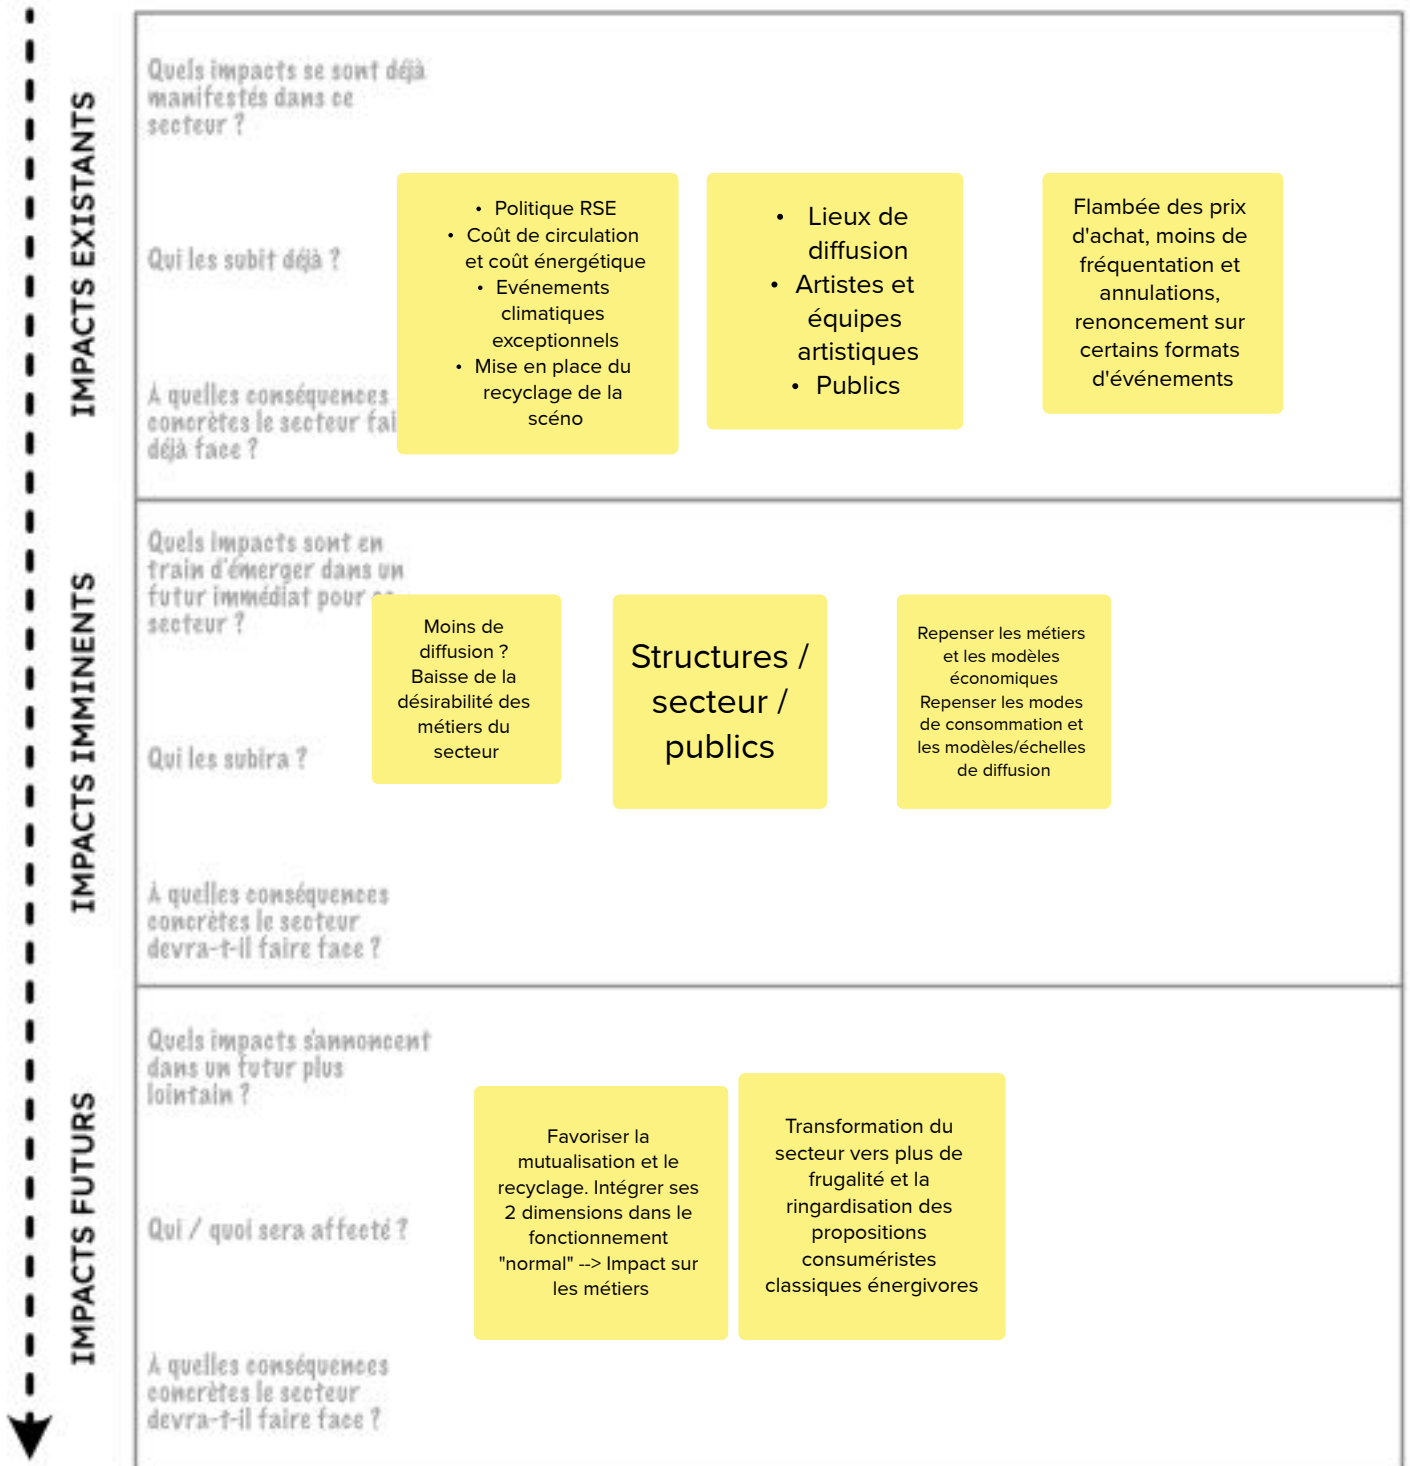 IMPACTS EXISTANTS
Quels impacts se sont déjà
manifestés dans ce
secteur ?
Qui les subit déjà ?
À quelles conséquences
concrètes le secteur fai
déjà face ?
• Politique RSE
• Coût de circulation
et coût énergétique
• Evénements
climatiques
exceptionnels
• Mise en place du
recyclage de la
scéno
• Lieux de
diffusion
• Artistes et
équipes
artistiques
• Publics
Flambée des prix
d'achat, moins de
fréquentation et
annulations,
renoncement sur
certains formats
d'événements
IMPACTS IMMINENTS
Quels impacts sont en
train d'émerger dans un
futur immédiat pour
secteur ?
Qui les subira ?
À quelles conséquences
concrètes le secteur
devra-t-il faire face ?
Moins de
diffusion ?
Baisse de la
désirabilité des
métiers du
secteur
Structures /
secteur /
publics
Repenser les métiers
et les modèles
économiques
Repenser les modes
de consommation et
les modèles/échelles
de diffusion
IMPACTS FUTURS
Quels impacts s'annoncent
dans un futur plus
lointain ?
Qui / quoi sera affecté ?
À quelles conséquences
concrètes le secteur
devra-t-il faire face ?
Favoriser la
mutualisation et le
recyclage. Intégrer ses
2 dimensions dans le
fonctionnement
"normal" --> Impact sur
les métiers
Transformation du
secteur vers plus de
frugalité et la
ringardisation des
propositions
consuméristes
classiques énergivores